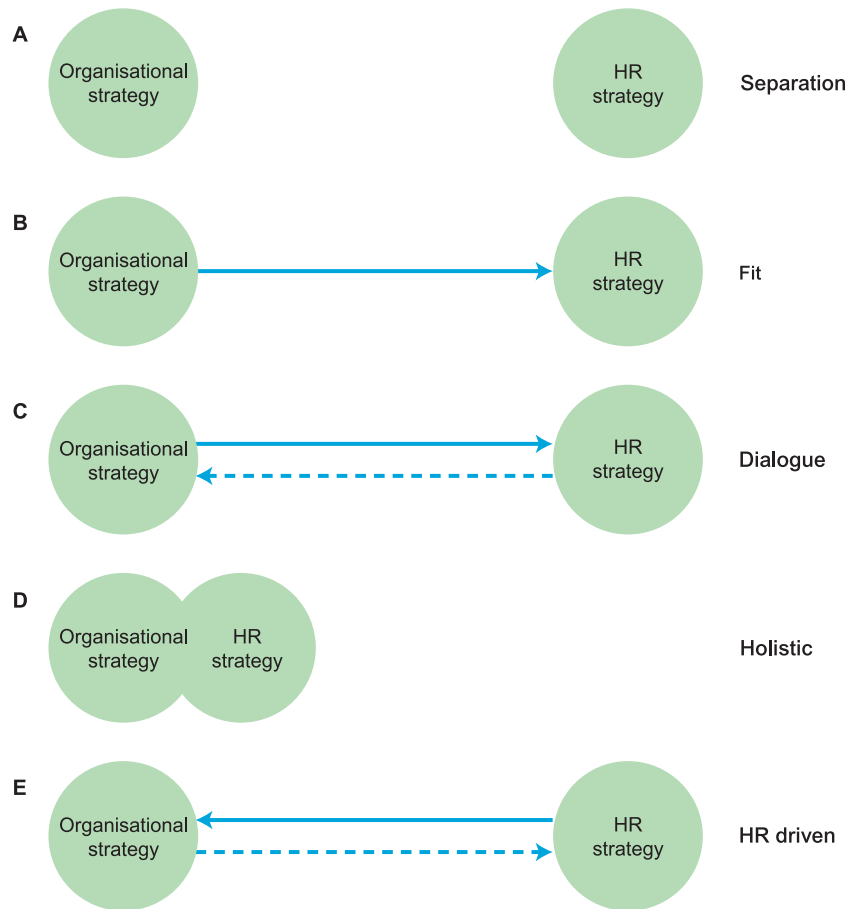 A
Organisational
strategy
HR
strategy
Separation
B
Organisational
strategy
HR
strategy
Fit
C
Organisational
strategy
HR
strategy
Dialogue
D
Organisational
strategy
HR
strategy
Holistic
E
Organisational
strategy
HR
strategy
HR driven